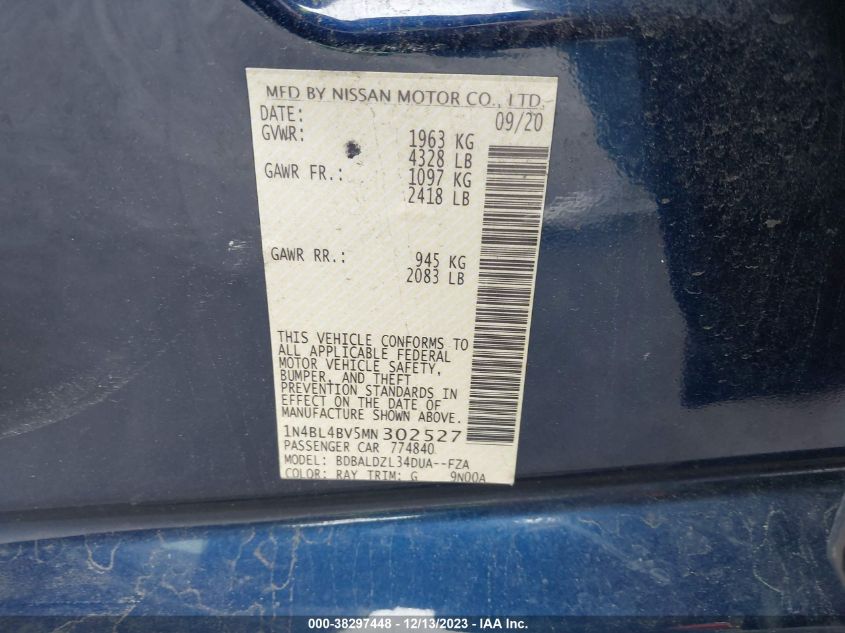 MFD BY NISSAN MOTOR CO., LTD.
DATE: 09/20
GVWR: 1963 KG
4328 LB
GAWR FR.: 1097 KG
2418 LB
GAWR RR.: 945 KG
2083 LB
THIS VEHICLE CONFORMS TO
ALL APPLICABLE FEDERAL
MOTOR VEHICLE SAFETY,
BUMPER, AND THEFT
PREVENTION STANDARDS IN
EFFECT ON THE DATE OF
MANUFACTURE SHOWN ABOVE.
1N4BL4BV5MN302527
PASSENGER CAR 774840
MODEL: BDBALDZL34DUA--FZA
COLOR: RAY TRIM: G 9N00A
000-38297448 - 12/13/2023 - IAA Inc.